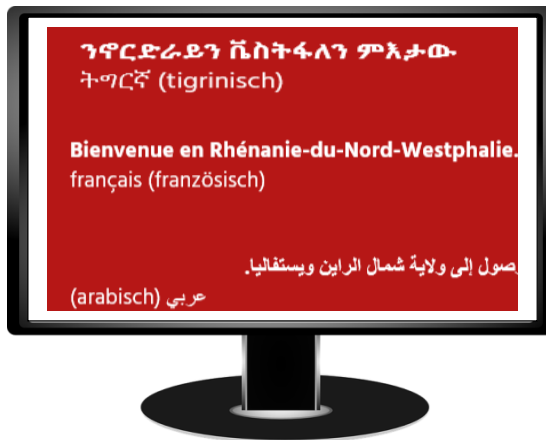 ንኖርድራይን ቬስትፋለን ምእታው
ትግርኛ (tigrinisch)
Bienvenue en Rhénanie-du-Nord-Westphalie.
français (französisch)
إلى ولاية شمال الراين ويستفاليا.
عربي (arabisch)